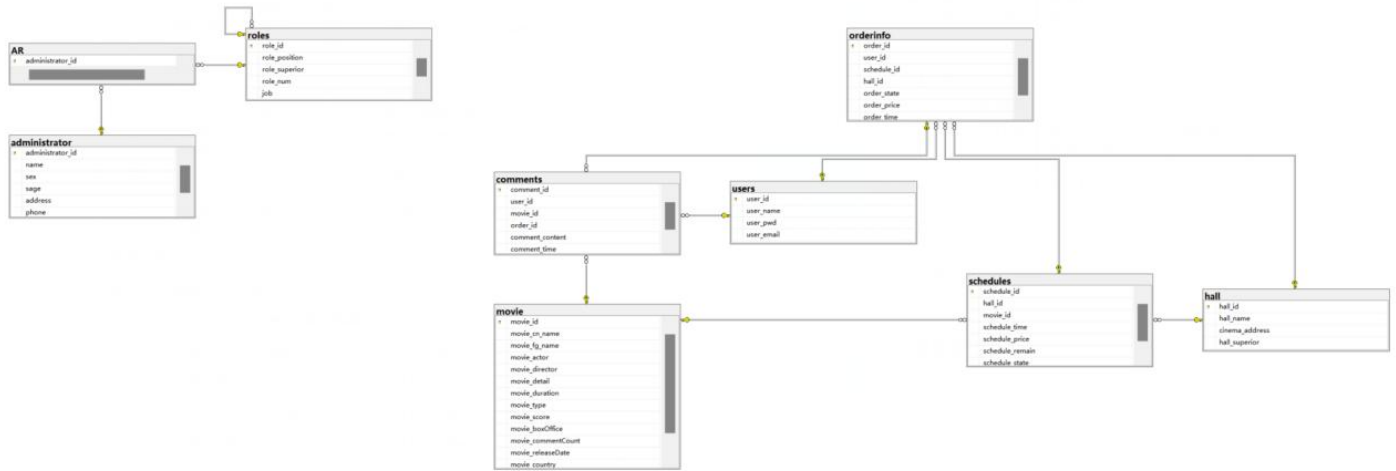 AR
administrator_id
roles
role_id
role_position
role_superior
role_num
job
administrator
administrator_id
name
sex
sage
address
phone
orderinfo
order_id
user_id
schedule_id
hall_id
order_state
order_price
order_time
comments
comment_id
user_id
movie_id
order_id
comment_content
comment_time
users
user_id
user_name
user_pwd
user_email
movie
movie_id
movie_cn_name
movie_fg_name
movie_actor
movie_director
movie_detail
movie_duration
movie_type
movie_score
movie_boxOffice
movie_commentCount
movie_releaseDate
movie_country
schedules
schedule_id
hall_id
movie_id
schedule_time
schedule_price
schedule_remain
schedule_state
hall
hall_id
hall_name
cinema_address
hall_superior